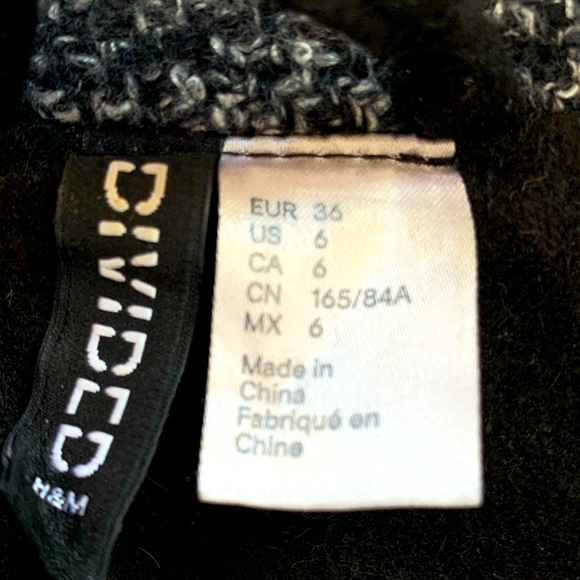 DIVIDED
H&M
EUR 36
US 6
CA 6
CN 165/84A
MX 6
Made in
China
Fabriqué en
Chine